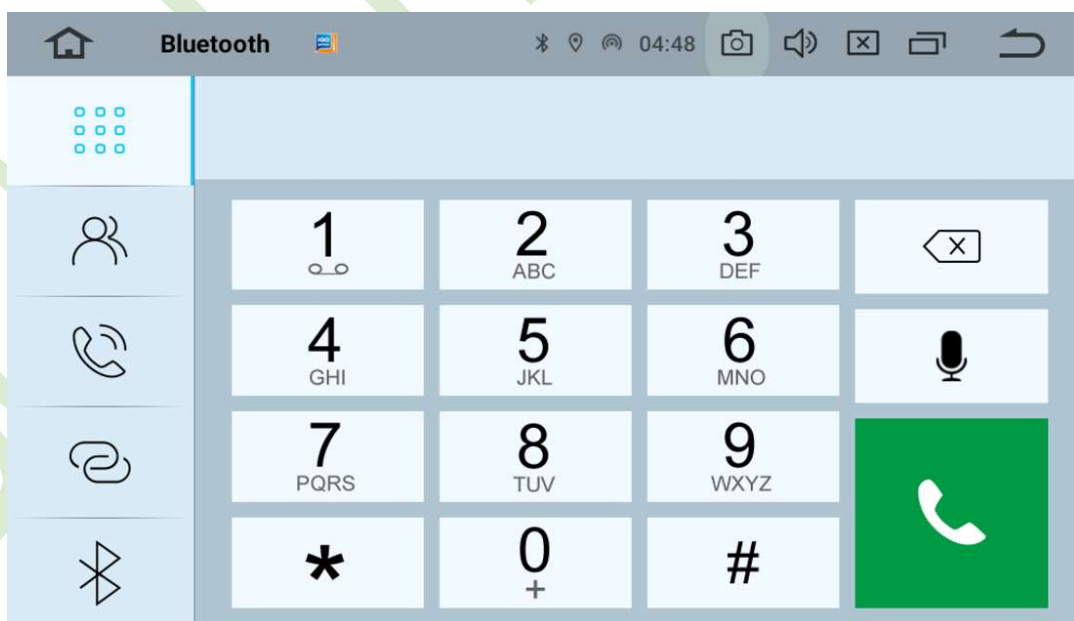 Bluetooth 04:48
1 2 3
ABC DEF
4 5 6
GHI JKL MNO
7 8 9
PQRS TUV WXYZ
* 0 #
+